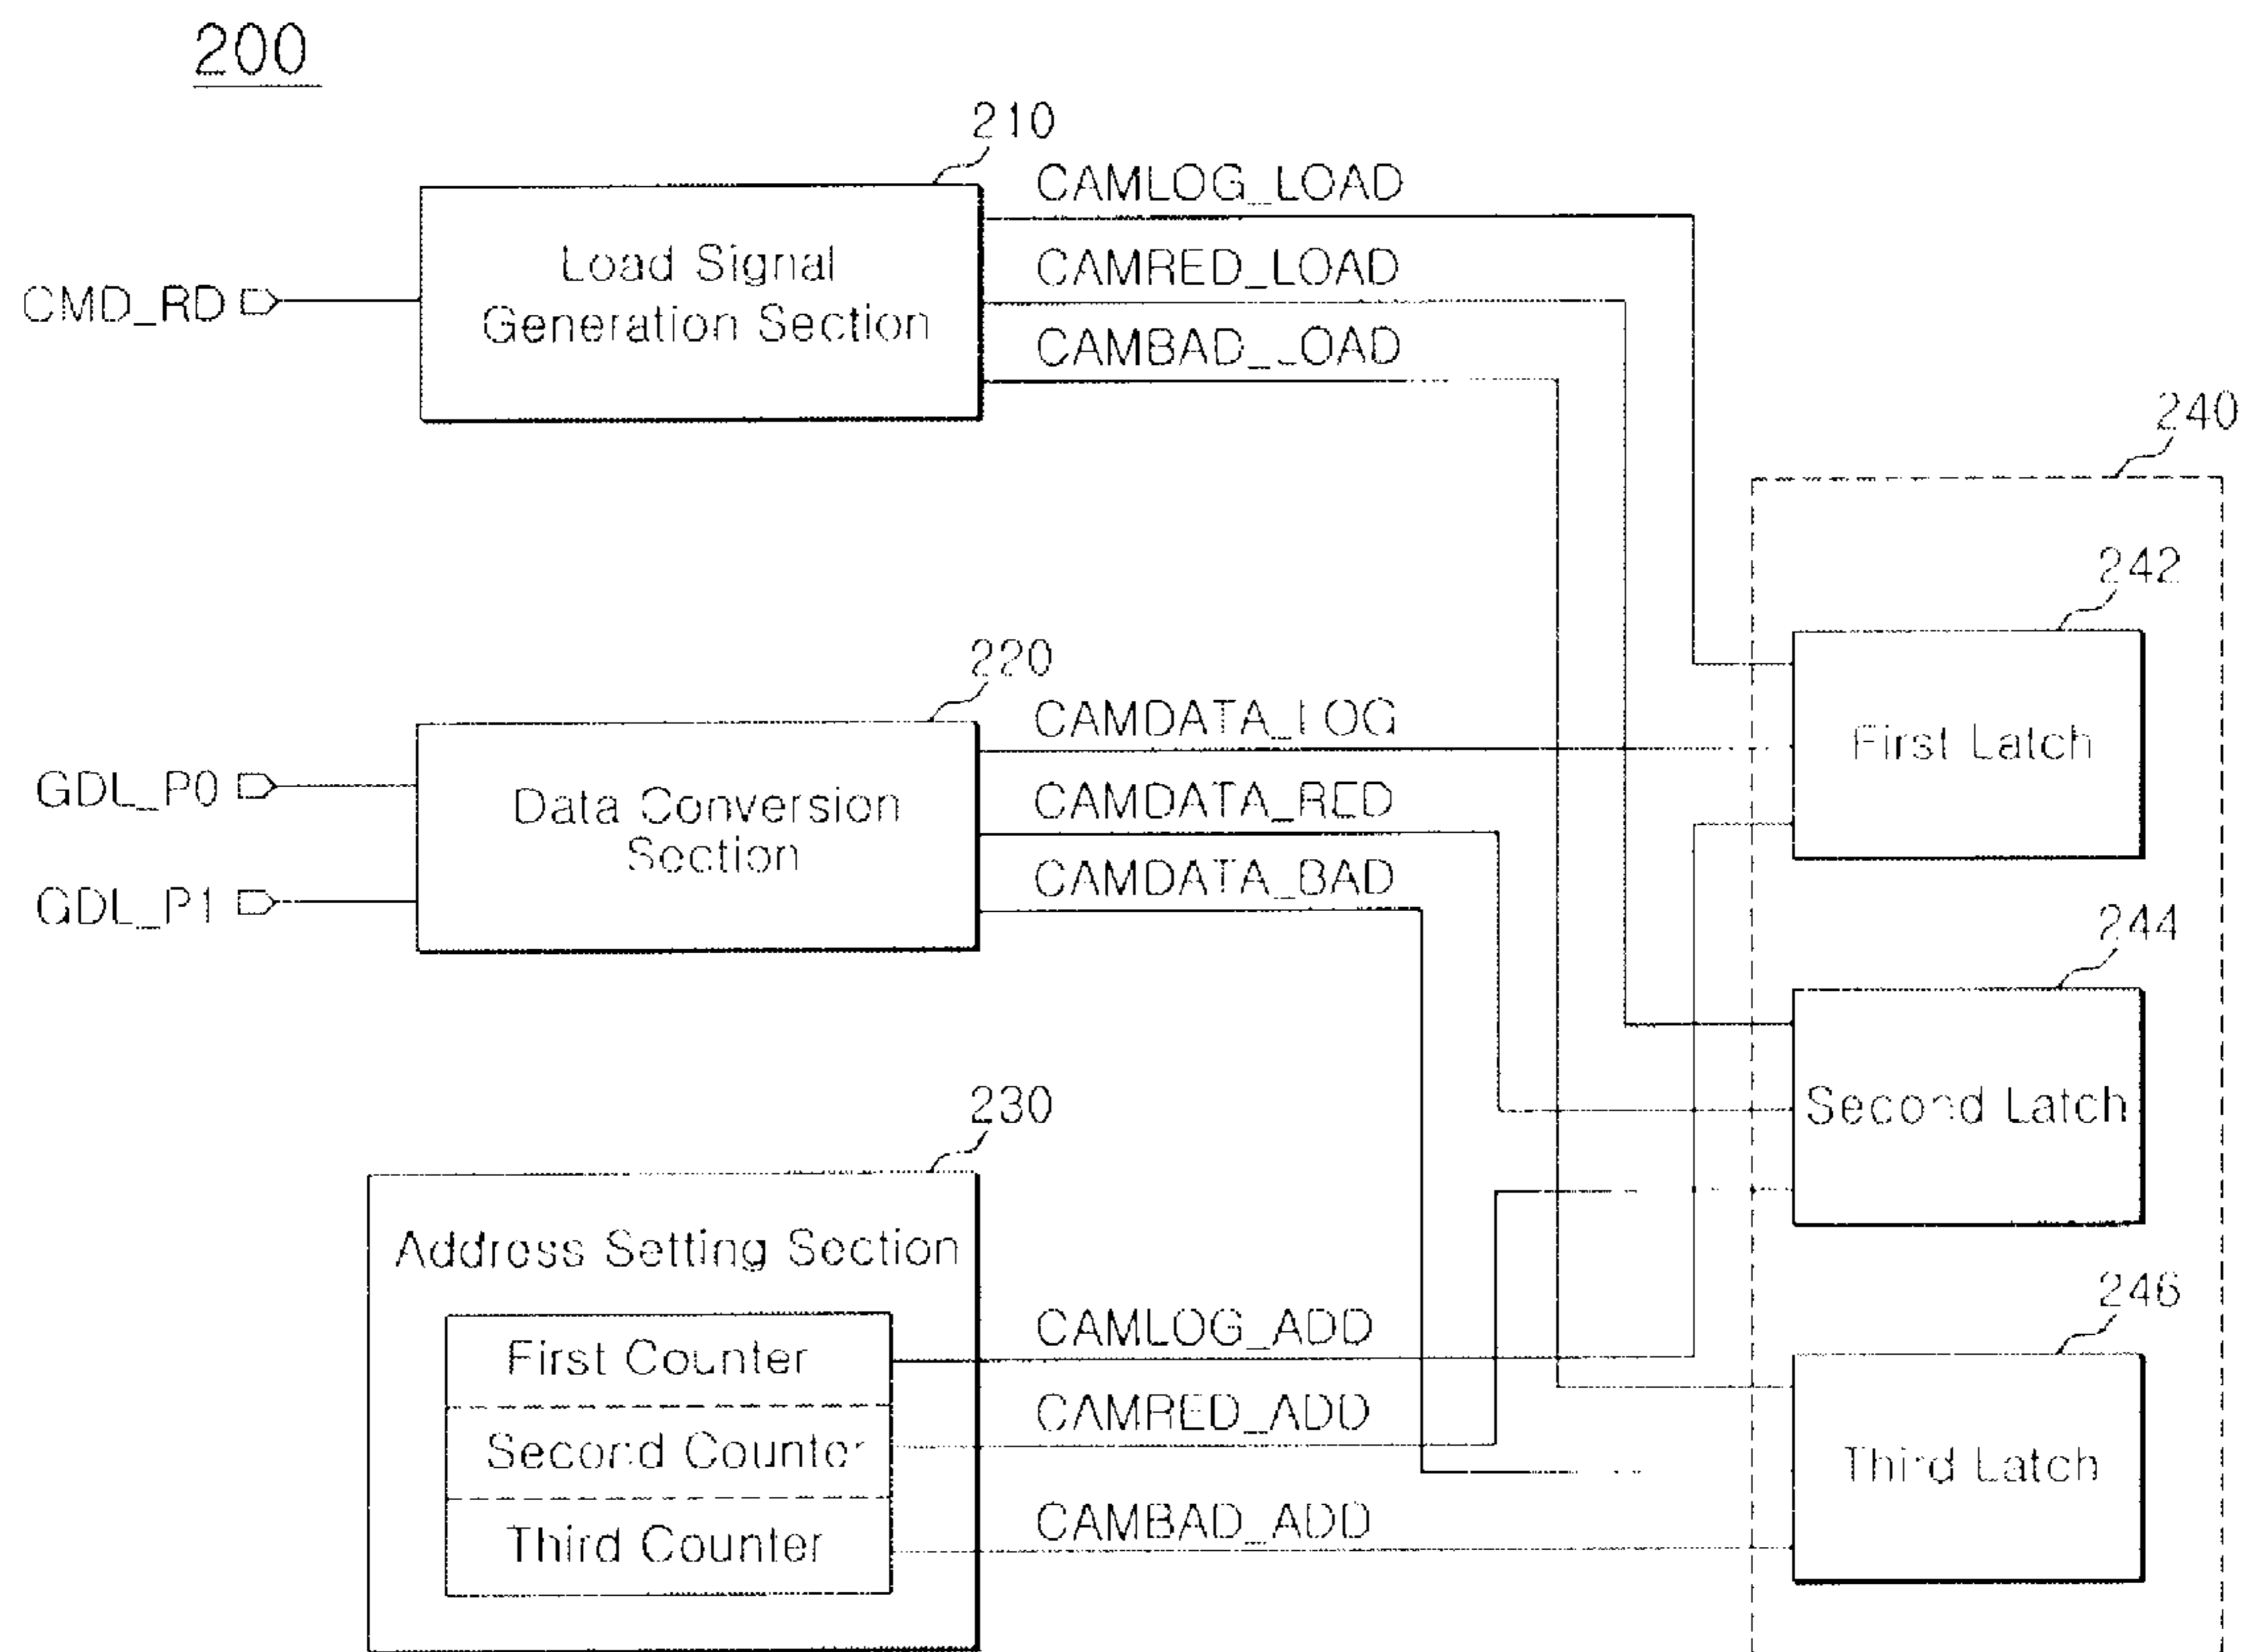 200
210
CAMLOG_LOAD
CAMRED_LOAD
CAMBAD_LOAD
CMD_RD
Load Signal
Generation Section
240
242
First Latch
220
CAMDATA_LOG
CAMDATA_RED
CAMDATA_BAD
GDL_P0
GDL_P1
Data Conversion
Section
244
Second Latch
230
Address Setting Section
First Counter
Second Counter
Third Counter
CAMLOG_ADD
CAMRED_ADD
CAMBAD_ADD
246
Third Latch